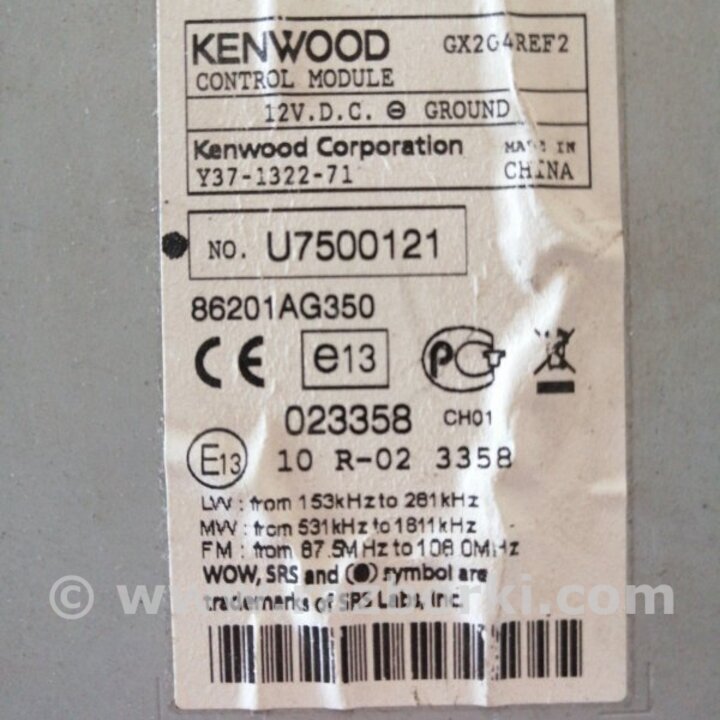 KENWOOD GX204REF2
CONTROL MODULE
12V.D.C. ⊖ GROUND
Kenwood Corporation MADE IN
Y37-1322-71 CHINA
NO. U7500121
86201AG350
CE e13 PCT
023358 CH01
E13 10 R-02 3358
LW : from 153kHz to 281kHz
MW : from 531kHz to 1611kHz
FM : from 87.5MHz to 108.0MHz
WOW, SRS and (●) symbol are
trademarks of SRS Labs, Inc.